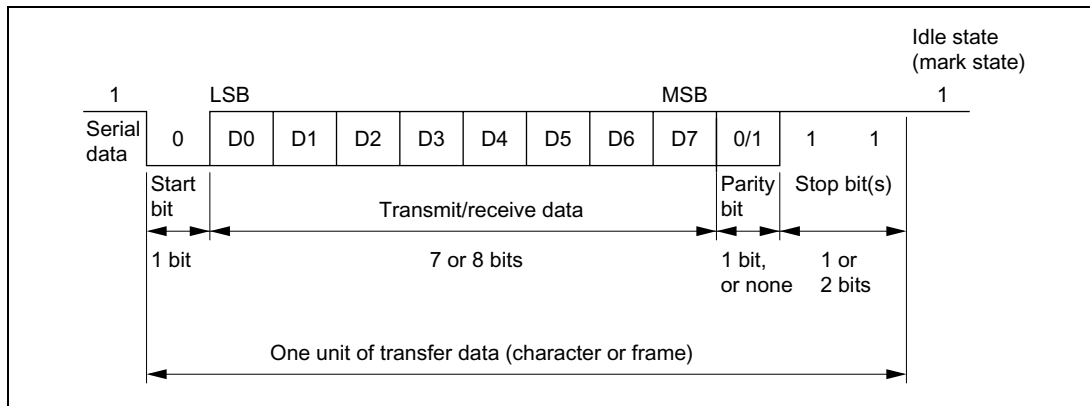 Idle state
(mark state)
1 LSB MSB 1
Serial
data
0 D0 D1 D2 D3 D4 D5 D6 D7 0/1 1 1
Start
bit
Transmit/receive data
Parity
bit
Stop bit(s)
1 bit
7 or 8 bits
1 bit,
or none
1 or
2 bits
One unit of transfer data (character or frame)